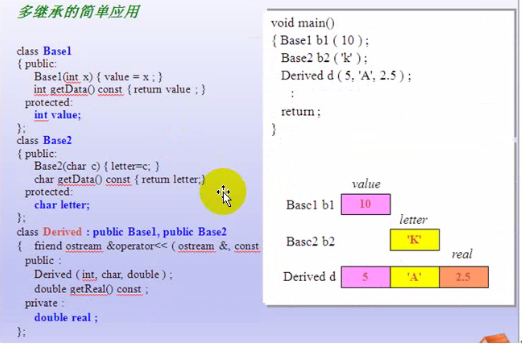 多继承的简单应用
class Base1
{ public:
Base1(int x) { value = x ; }
int getData() const { return value ; }
protected:
int value;
};
class Base2
{ public:
Base2(char c) { letter=c; }
char getData() const { return letter;}
protected:
char letter;
};
class Derived : public Base1, public Base2
{ friend ostream &operator<< ( ostream &, const
public :
Derived ( int, char, double ) ;
double getReal() const ;
private :
double real ;
};
void main()
{ Base1 b1 ( 10 ) ;
Base2 b2 ( 'k' ) ;
Derived d ( 5, 'A', 2.5 ) ;
:
return ;
}
value
Base1 b1 10
letter
Base2 b2 'K'
real
Derived d 5 'A' 2.5